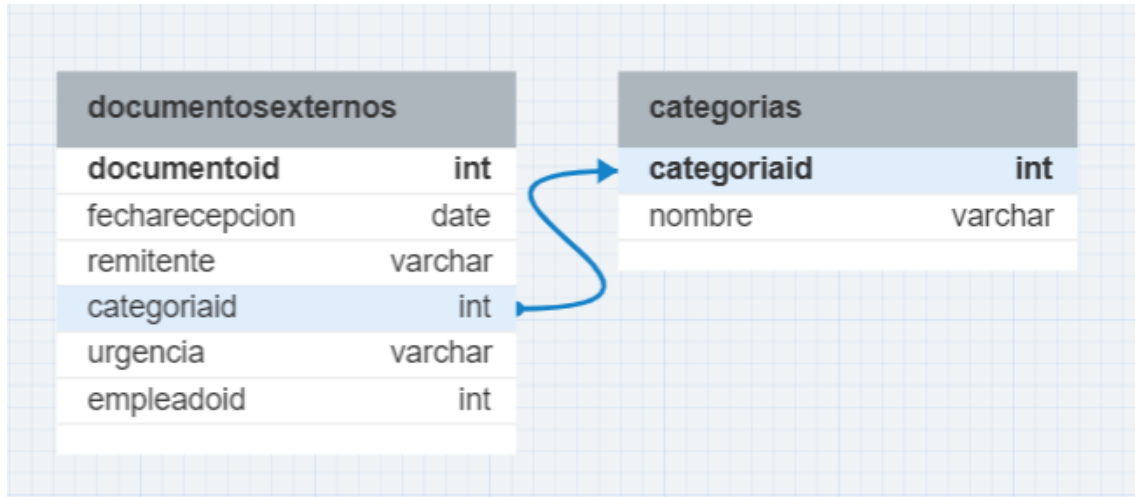 documentosexternos
documentoid int
fecharecepcion date
remitente varchar
categoriaid int
urgencia varchar
empleadoid int
categorias
categoriaid int
nombre varchar